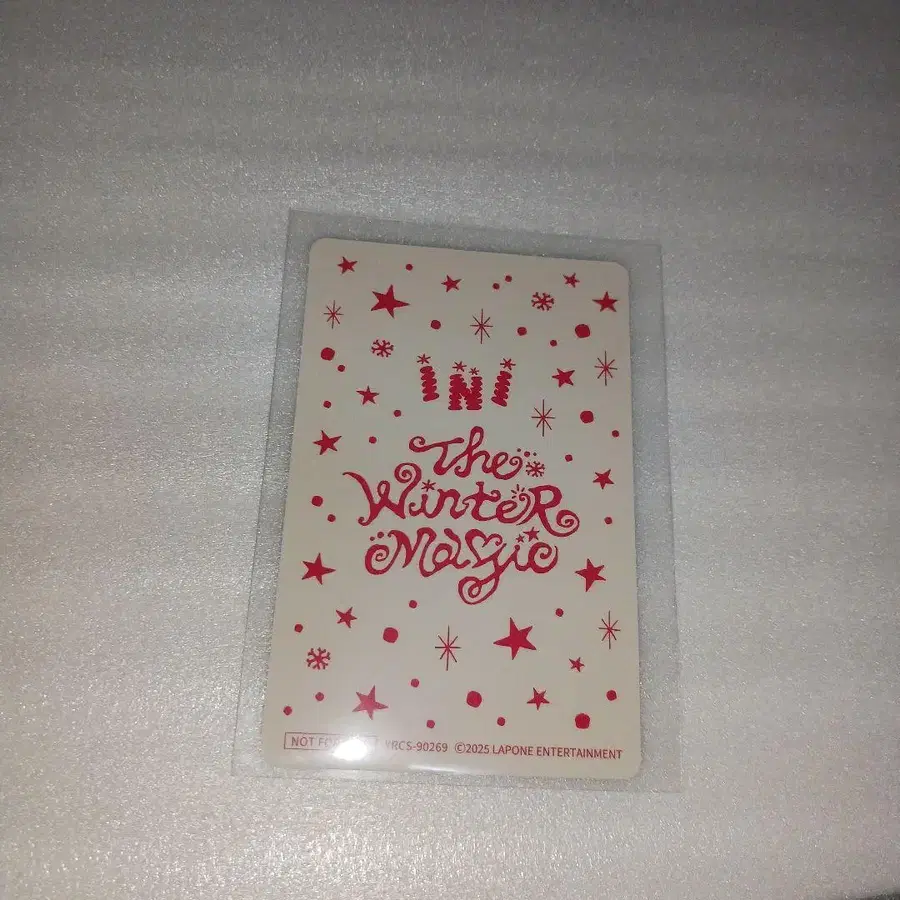 INI
The
Winter
Magic
NOT FO
YRCS-90269 ©2025 LAPONE ENTERTAINMENT